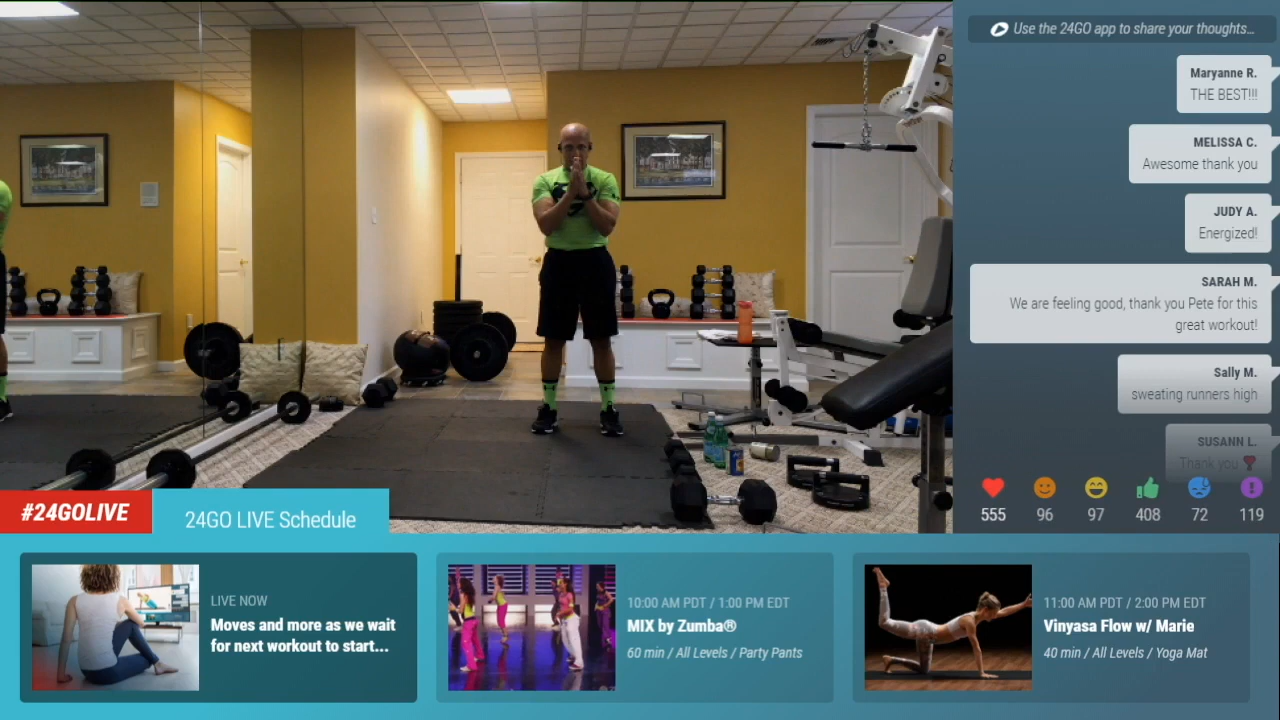 Use the 24GO app to share your thoughts...
Maryanne R.
THE BEST!!!
MELISSA C.
Awesome thank you
JUDY A.
Energized!
SARAH M.
We are feeling good, thank you Pete for this
great workout!
Sally M.
sweating runners high
SUSANN L.
Thank you
555
96
97
408
72
119
#24GOLIVE
24GO LIVE Schedule
LIVE NOW
Moves and more as we wait
for next workout to start...
10:00 AM PDT / 1:00 PM EDT
MIX by Zumba®
60 min / All Levels / Party Pants
11:00 AM PDT / 2:00 PM EDT
Vinyasa Flow w/ Marie
40 min / All Levels / Yoga Mat